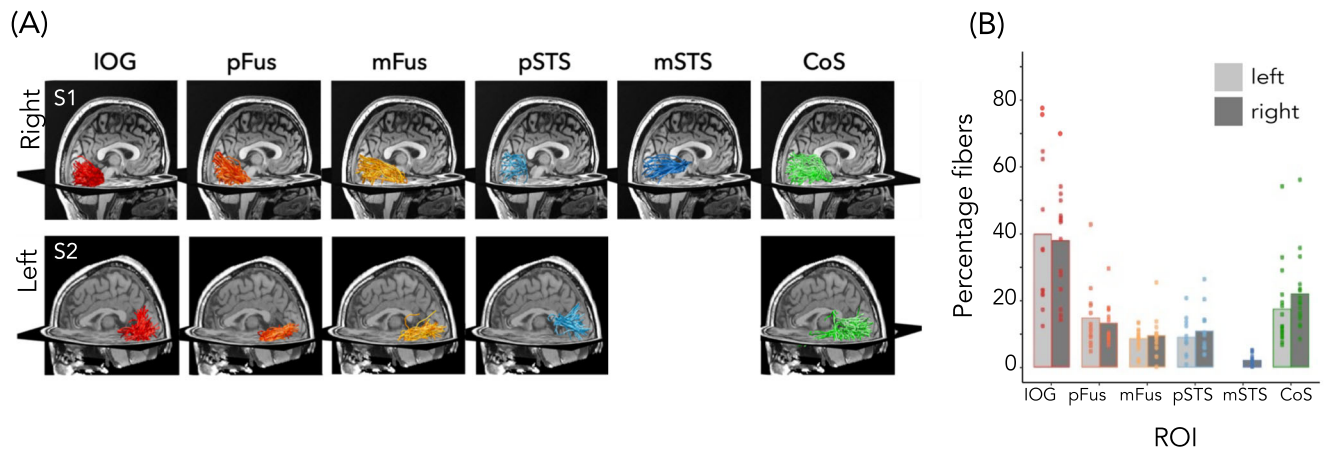 (A)
IOG pFus mFus pSTS mSTS CoS
Right
S1
Left
S2
(B)
left
right
Percentage fibers
80
60
40
20
0
IOG pFus mFus pSTS mSTS CoS
ROI